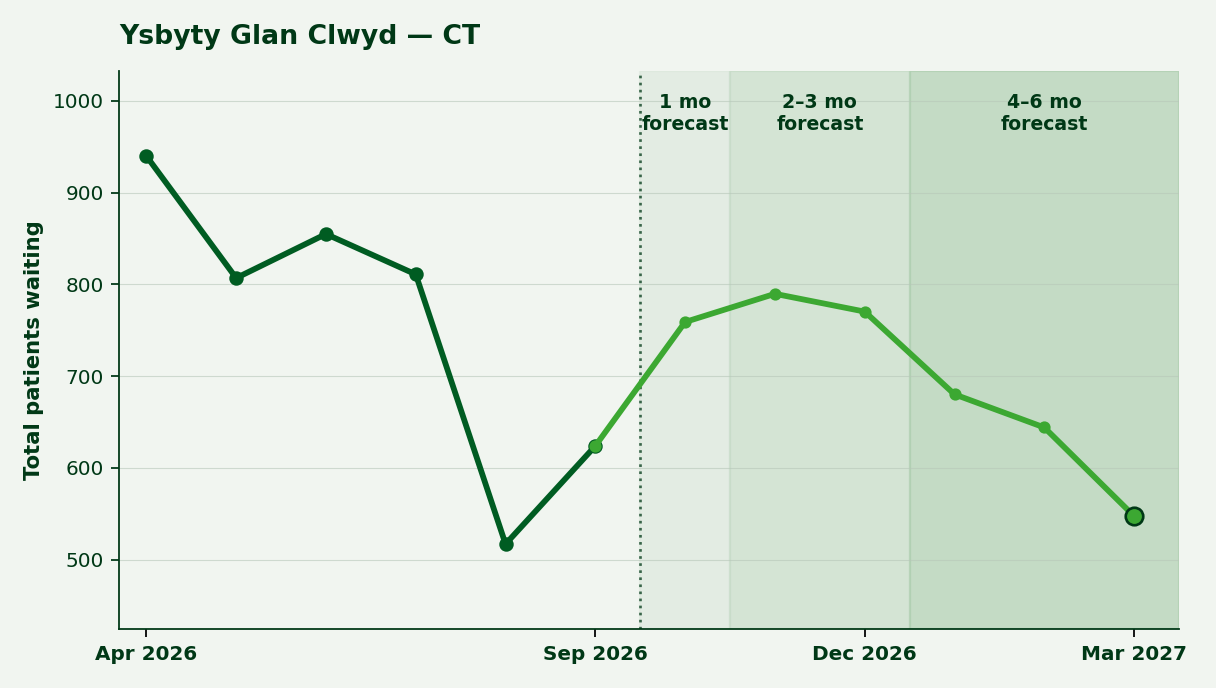 Ysbyty Glan Clwyd — CT
Total patients waiting
1000
900
800
700
600
500
1 mo
forecast
2–3 mo
forecast
4–6 mo
forecast
Apr 2026
Sep 2026
Dec 2026
Mar 2027